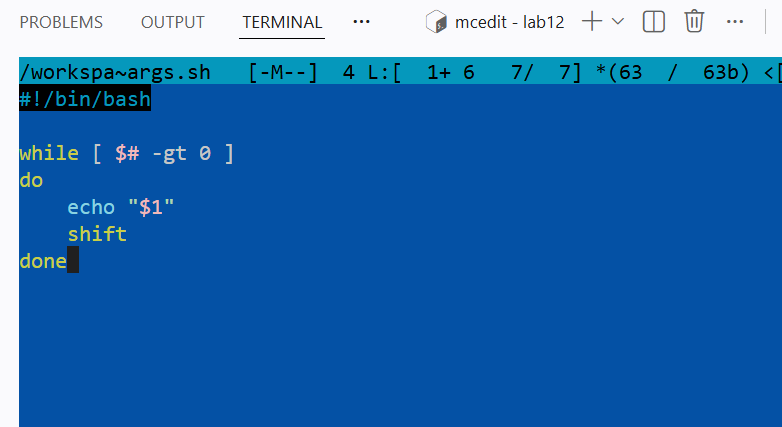 PROBLEMS OUTPUT TERMINAL ••• mcedit - lab12 ···
/workspa~args.sh [-M--] 4 L:[ 1+ 6 7/ 7] *(63 / 63b) <[
#!/bin/bash
while [ $# -gt 0 ]
do
    echo "$1"
    shift
done